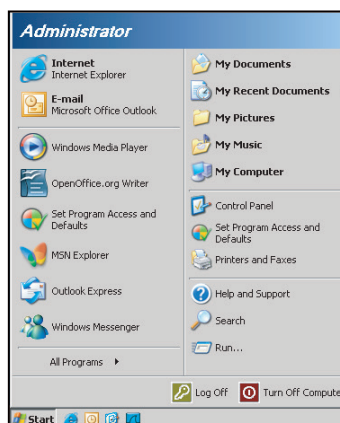 Administrator
Internet
Internet Explorer
E-mail
Microsoft Office Outlook
Windows Media Player
OpenOffice.org Writer
Set Program Access and
Defaults
MSN Explorer
Outlook Express
Windows Messenger
All Programs
My Documents
My Recent Documents
My Pictures
My Music
My Computer
Control Panel
Set Program Access and
Defaults
Printers and Faxes
Help and Support
Search
Run...
Log Off
Turn Off Compute
Start